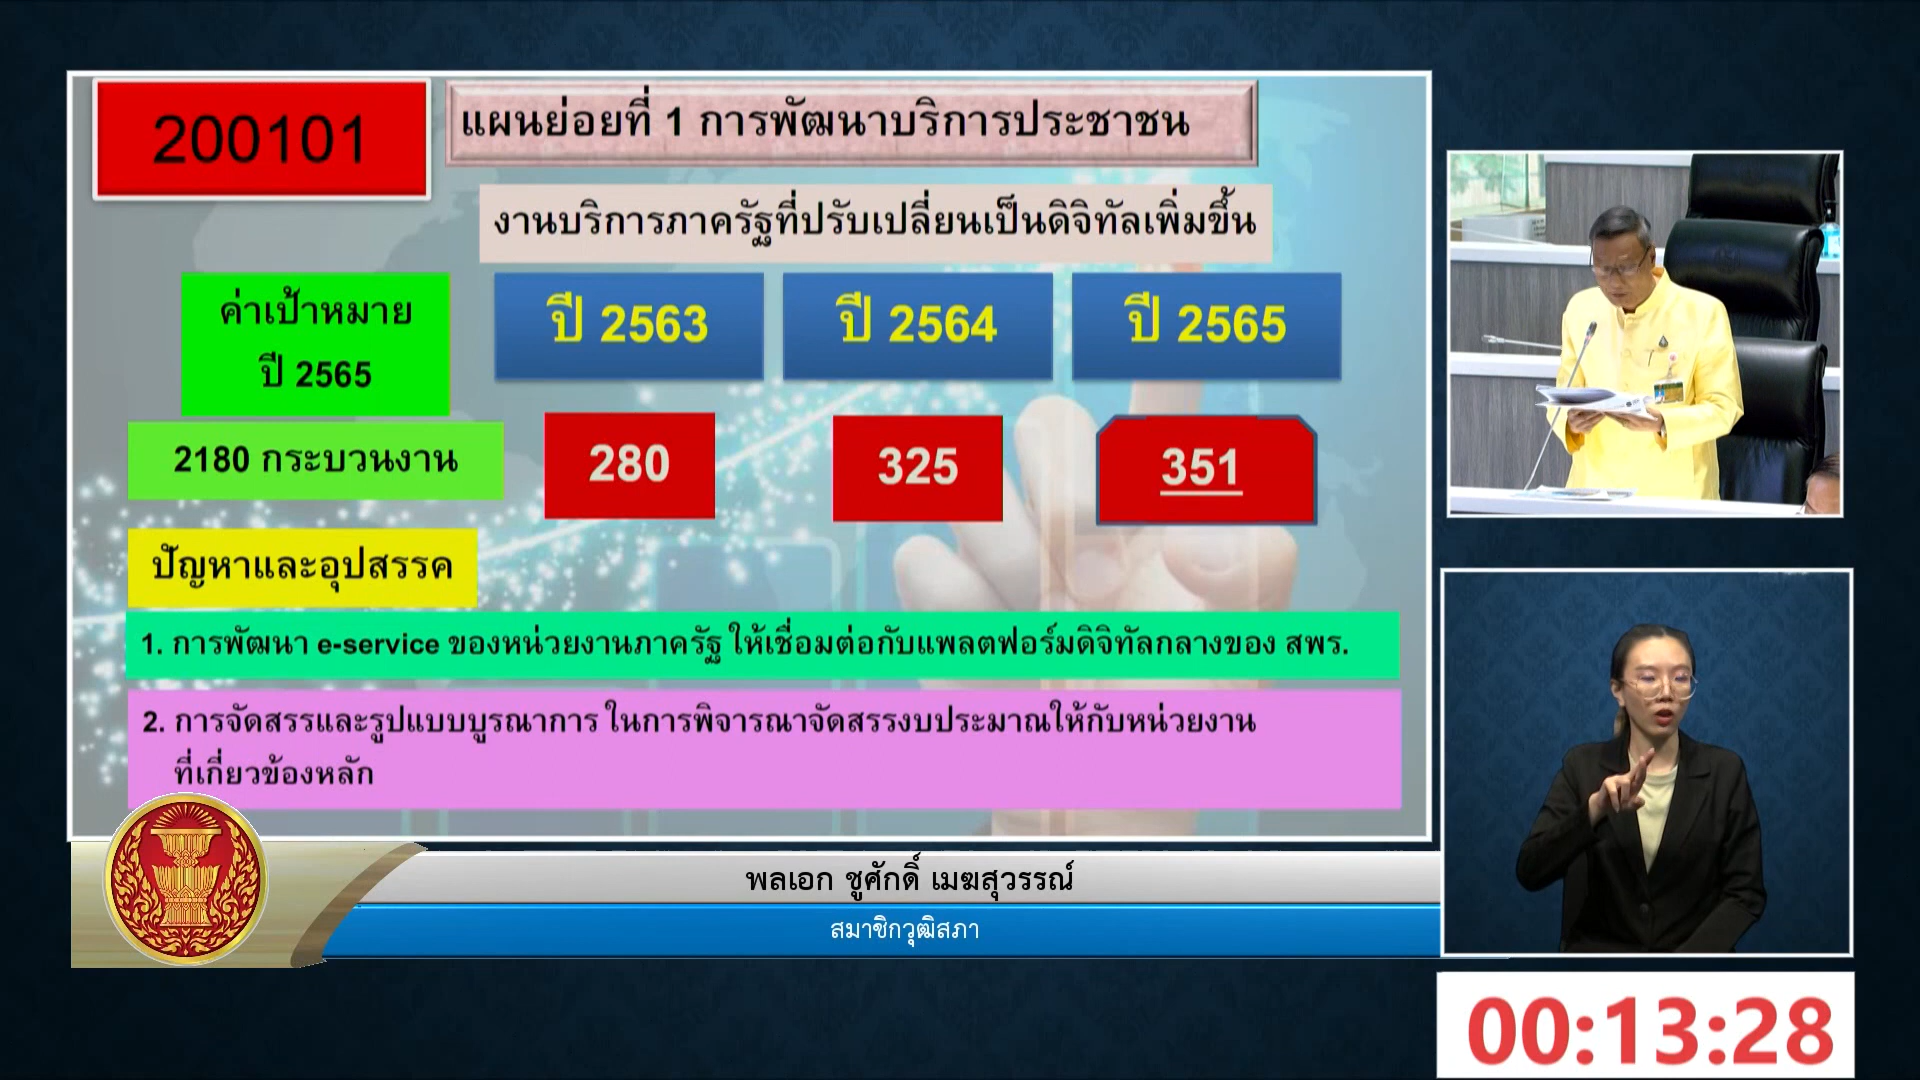 200101
แผนย่อยที่ 1 การพัฒนาบริการประชาชน
งานบริการภาครัฐที่ปรับเปลี่ยนเป็นดิจิทัลเพิ่มขึ้น
ค่าเป้าหมาย
ปี 2565
ปี 2563
ปี 2564
ปี 2565
2180 กระบวนงาน
280
325
351
ปัญหาและอุปสรรค
1. การพัฒนา e-service ของหน่วยงานภาครัฐ ให้เชื่อมต่อกับแพลตฟอร์มดิจิทัลกลางของ สพร.
2. การจัดสรรและรูปแบบบูรณาการ ในการพิจารณาจัดสรรงบประมาณให้กับหน่วยงาน
ที่เกี่ยวข้องหลัก
พลเอก ชูศักดิ์ เมฆสุวรรณ์
สมาชิกวุฒิสภา
00:13:28